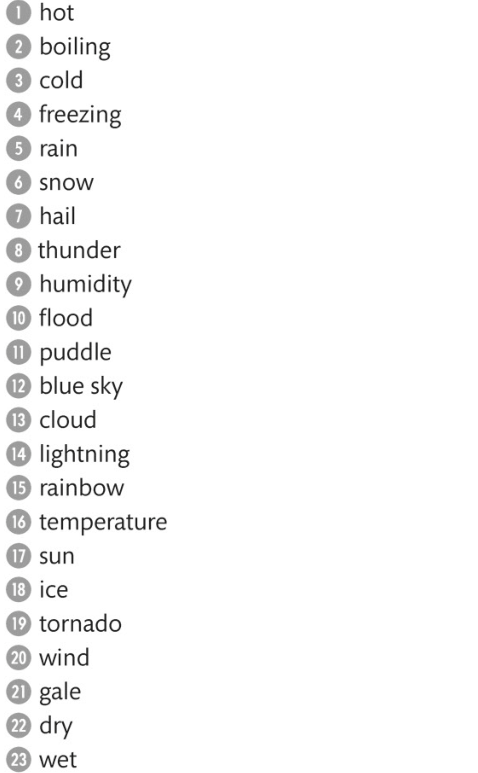 1 hot
2 boiling
3 cold
4 freezing
5 rain
6 snow
7 hail
8 thunder
9 humidity
10 flood
11 puddle
12 blue sky
13 cloud
14 lightning
15 rainbow
16 temperature
17 sun
18 ice
19 tornado
20 wind
21 gale
22 dry
23 wet